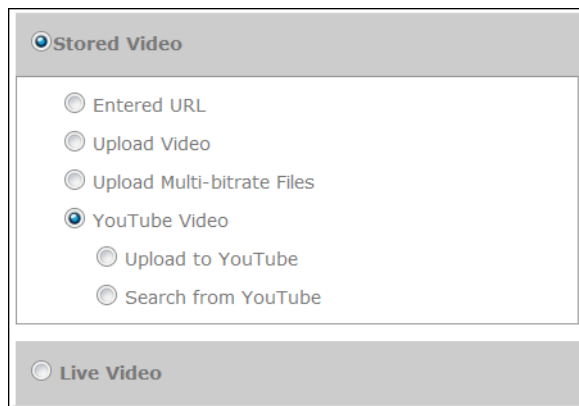 Stored Video
Entered URL
Upload Video
Upload Multi-bitrate Files
YouTube Video
Upload to YouTube
Search from YouTube
Live Video